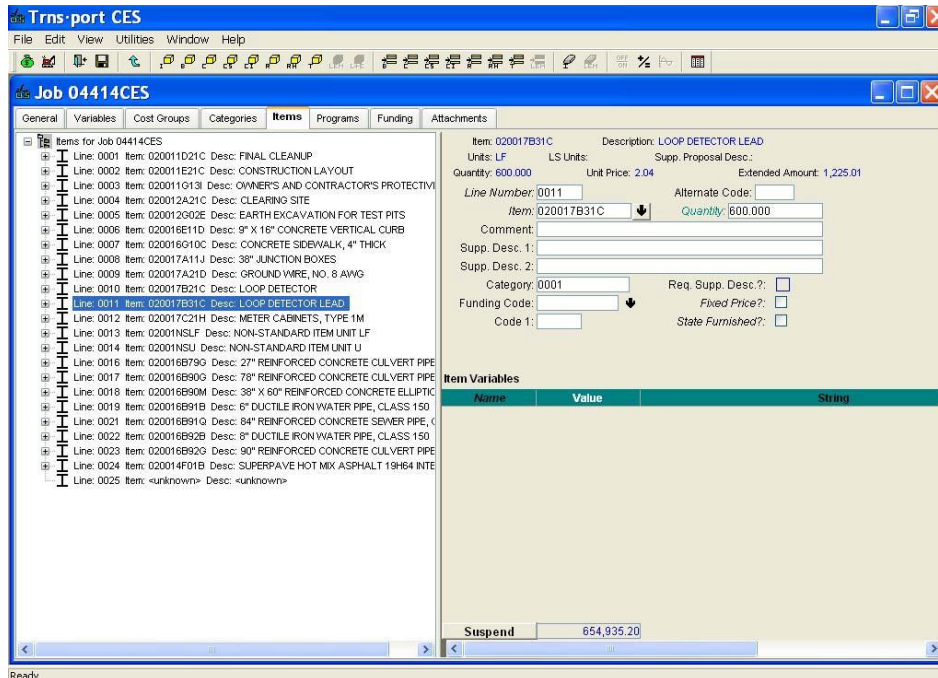 Trns·port CES
File Edit View Utilities Window Help
Job 04414CES
General Variables Cost Groups Categories Items Programs Funding Attachments
Items for Job 04414CES
Line: 0001 Item: 020011D21C Desc: FINAL CLEANUP
Line: 0002 Item: 020011E21C Desc: CONSTRUCTION LAYOUT
Line: 0003 Item: 020011G13I Desc: OWNER'S AND CONTRACTOR'S PROTECTIVI
Line: 0004 Item: 020012A21C Desc: CLEARING SITE
Line: 0005 Item: 020012G02E Desc: EARTH EXCAVATION FOR TEST PITS
Line: 0006 Item: 020016E11D Desc: 9" X 16" CONCRETE VERTICAL CURB
Line: 0007 Item: 020016G10C Desc: CONCRETE SIDEWALK, 4" THICK
Line: 0008 Item: 020017A11J Desc: 38" JUNCTION BOXES
Line: 0009 Item: 020017A21D Desc: GROUND WIRE, NO. 8 AWG
Line: 0010 Item: 020017B21C Desc: LOOP DETECTOR
Line: 0011 Item: 020017B31C Desc: LOOP DETECTOR LEAD
Line: 0012 Item: 020017C21H Desc: METER CABINETS, TYPE 1M
Line: 0013 Item: 02001NSLF Desc: NON-STANDARD ITEM UNIT LF
Line: 0014 Item: 02001NSU Desc: NON-STANDARD ITEM UNIT U
Line: 0016 Item: 020016B79G Desc: 27" REINFORCED CONCRETE CULVERT PIPE
Line: 0017 Item: 020016B90G Desc: 78" REINFORCED CONCRETE CULVERT PIPE
Line: 0018 Item: 020016B90M Desc: 38" X 60" REINFORCED CONCRETE ELLIPTIC
Line: 0019 Item: 020016B91B Desc: 6" DUCTILE IRON WATER PIPE, CLASS 150
Line: 0021 Item: 020016B91Q Desc: 84" REINFORCED CONCRETE SEWER PIPE, C
Line: 0022 Item: 020016B92B Desc: 8" DUCTILE IRON WATER PIPE, CLASS 150
Line: 0023 Item: 020016B92G Desc: 90" REINFORCED CONCRETE CULVERT PIPE
Line: 0024 Item: 020014F01B Desc: SUPERPAVE HOT MIX ASPHALT 19H64 INTE
Line: 0025 Item: <unknown> Desc: <unknown>
Item: 020017B31C Description: LOOP DETECTOR LEAD
Units: LF LS Units: Supp. Proposal Desc.:
Quantity: 600.000 Unit Price: 2.04 Extended Amount: 1,225.01
Line Number: 0011 Alternate Code:
Item: 020017B31C Quantity: 600.000
Comment:
Supp. Desc. 1:
Supp. Desc. 2:
Category: 0001 Req. Supp. Desc.?:
Funding Code: Fixed Price?:
Code 1: State Furnished?:
Item Variables
Name Value String
Suspend 654,935.20
Ready